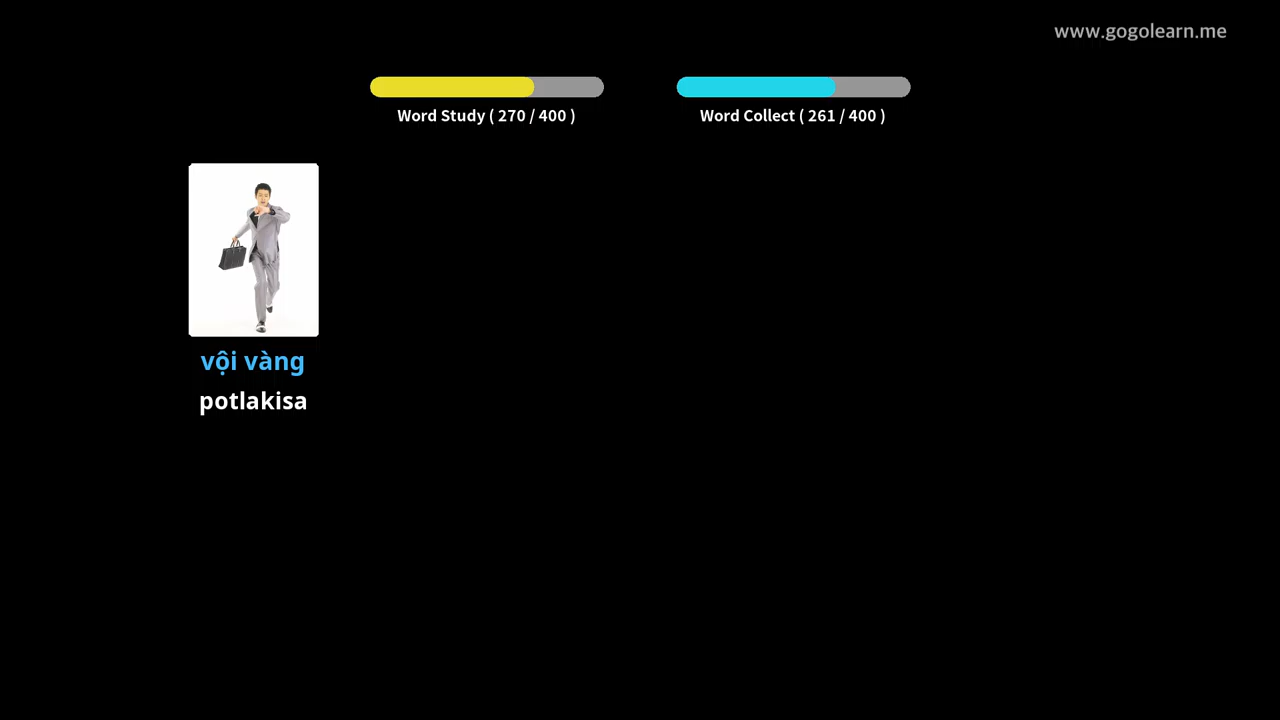 www.gogolearn.me
Word Study ( 270 / 400 )
Word Collect ( 261 / 400 )
vội vàng
potlakisa